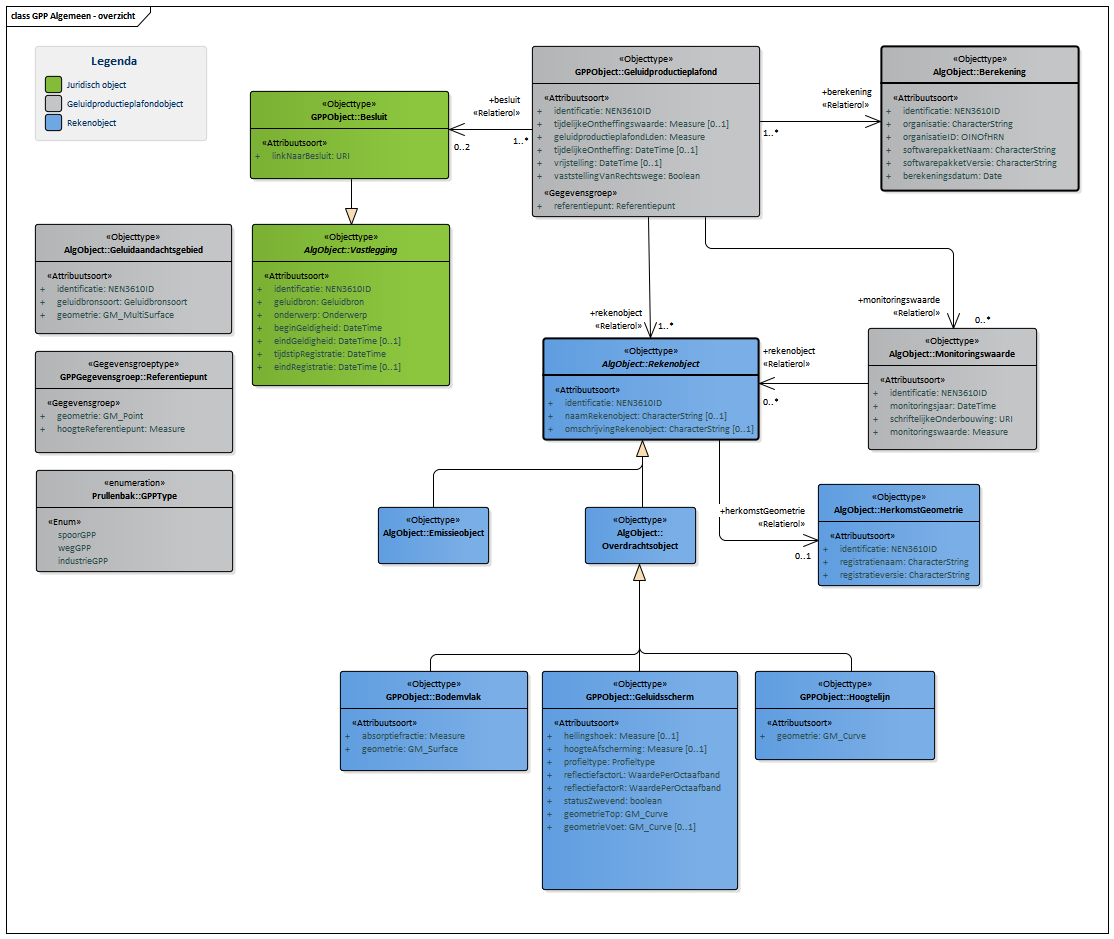 class GPP Algemeen - overzicht
Legenda
Juridisch object
Geluidproductieplafondobject
Rekenobject
«Objecttype»
GPPObject::Besluit
«Attribuutsoort»
+ linkNaarBesluit: URI
+besluit
«Relatierol»
0..2
1..*
«Objecttype»
GPPObject::Geluidproductieplafond
«Attribuutsoort»
+ identificatie: NEN3610ID
+ tijdelijkeOntheffingswaarde: Measure [0..1]
+ geluidproductieplafondLden: Measure
+ tijdelijkeOntheffing: DateTime [0..1]
+ vrijstelling: DateTime [0..1]
+ vaststellingVanRechtswege: Boolean
«Gegevensgroep»
+ referentiepunt: Referentiepunt
+berekening
«Relatierol»
1..*
«Objecttype»
AlgObject::Berekening
«Attribuutsoort»
+ identificatie: NEN3610ID
+ organisatie: CharacterString
+ organisatieID: OINOfHRN
+ softwarepakketNaam: CharacterString
+ softwarepakketVersie: CharacterString
+ berekeningsdatum: Date
«Objecttype»
AlgObject::Geluidaandachtsgebied
«Attribuutsoort»
+ identificatie: NEN3610ID
+ geluidbronsoort: Geluidbronsoort
+ geometrie: GM_MultiSurface
«Objecttype»
AlgObject::Vastlegging
«Attribuutsoort»
+ identificatie: NEN3610ID
+ geluidbron: Geluidbron
+ onderwerp: Onderwerp
+ beginGeldigheid: DateTime
+ eindGeldigheid: DateTime [0..1]
+ tijdstipRegistratie: DateTime
+ eindRegistratie: DateTime [0..1]
«Gegevensgroeptype»
GPPGegevensgroep::Referentiepunt
«Gegevensgroep»
+ geometrie: GM_Point
+ hoogteReferentiepunt: Measure
«enumeration»
Prullenbak::GPPType
«Enum»
spoorGPP
wegGPP
industrieGPP
+rekenobject
«Relatierol»
1..*
+monitoringswaarde
«Relatierol»
0..*
«Objecttype»
AlgObject::Rekenobject
«Attribuutsoort»
+ identificatie: NEN3610ID
+ naamRekenobject: CharacterString [0..1]
+ omschrijvingRekenobject: CharacterString [0..1]
+rekenobject
«Relatierol»
0..*
«Objecttype»
AlgObject::Monitoringswaarde
«Attribuutsoort»
+ identificatie: NEN3610ID
+ monitoringsjaar: DateTime
+ schriftelijkeOnderbouwing: URI
+ monitoringswaarde: Measure
«Objecttype»
AlgObject::Emissieobject
«Objecttype»
AlgObject::
Overdrachtsobject
+herkomstGeometrie
«Relatierol»
0..1
«Objecttype»
AlgObject::HerkomstGeometrie
«Attribuutsoort»
+ identificatie: NEN3610ID
+ registratienaam: CharacterString
+ registratieversie: CharacterString
«Objecttype»
GPPObject::Bodemvlak
«Attribuutsoort»
+ absorptiefractie: Measure
+ geometrie: GM_Surface
«Objecttype»
GPPObject::Geluidsscherm
«Attribuutsoort»
+ hellingshoek: Measure [0..1]
+ hoogteAfscherming: Measure [0..1]
+ profieltype: Profieltype
+ reflectiefactorL: WaardePerOctaafband
+ reflectiefactorR: WaardePerOctaafband
+ statusZwevend: boolean
+ geometrieTop: GM_Curve
+ geometrieVoet: GM_Curve [0..1]
«Objecttype»
GPPObject::Hoogtelijn
«Attribuutsoort»
+ geometrie: GM_Curve